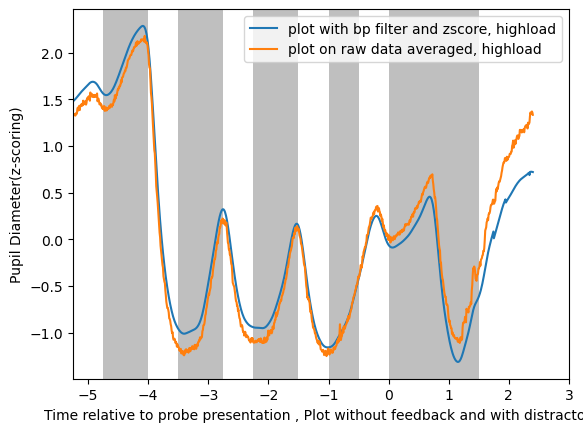 plot with bp filter and zscore, highload
plot on raw data averaged, highload
Pupil Diameter(z-scoring)
2.0
1.5
1.0
0.5
0.0
−0.5
−1.0
−5 −4 −3 −2 −1 0 1 2 3
Time relative to probe presentation , Plot without feedback and with distracto